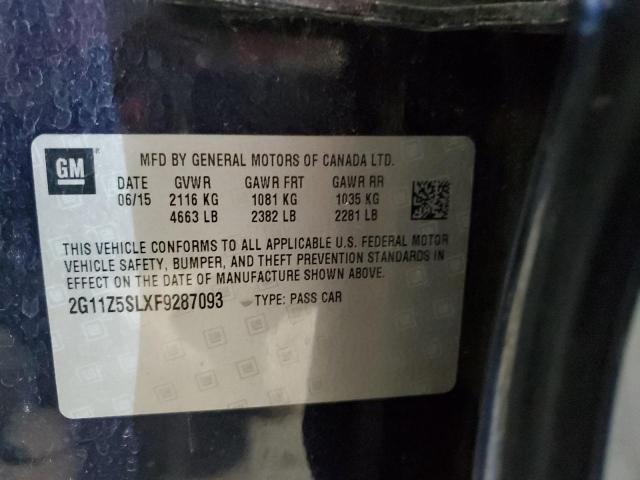 GM
MFD BY GENERAL MOTORS OF CANADA LTD.
DATE GVWR GAWR FRT GAWR RR
06/15 2116 KG 1081 KG 1035 KG
4663 LB 2382 LB 2281 LB
THIS VEHICLE CONFORMS TO ALL APPLICABLE U.S. FEDERAL MOTOR
VEHICLE SAFETY, BUMPER, AND THEFT PREVENTION STANDARDS IN
EFFECT ON THE DATE OF MANUFACTURE SHOWN ABOVE.
2G11Z5SLXF9287093 TYPE: PASS CAR